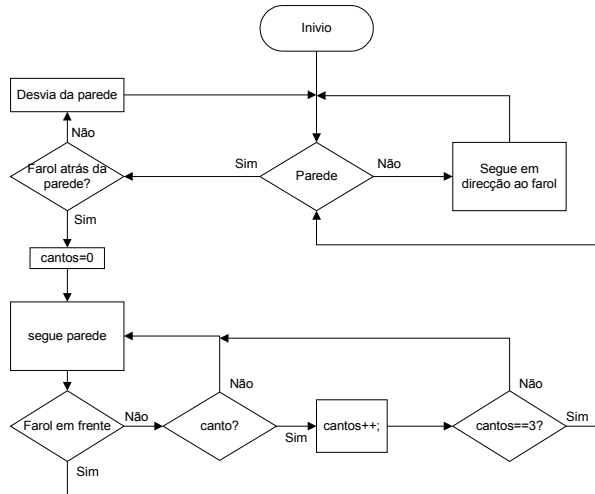 Inivio
Desvia da parede
Não
Farol atrás da
parede?
Sim
Parede
Não
Segue em
direcção ao farol
Sim
cantos=0
segue parede
Farol em frente
Não
canto?
Não
Sim
cantos++;
Não
cantos==3?
Sim
Sim